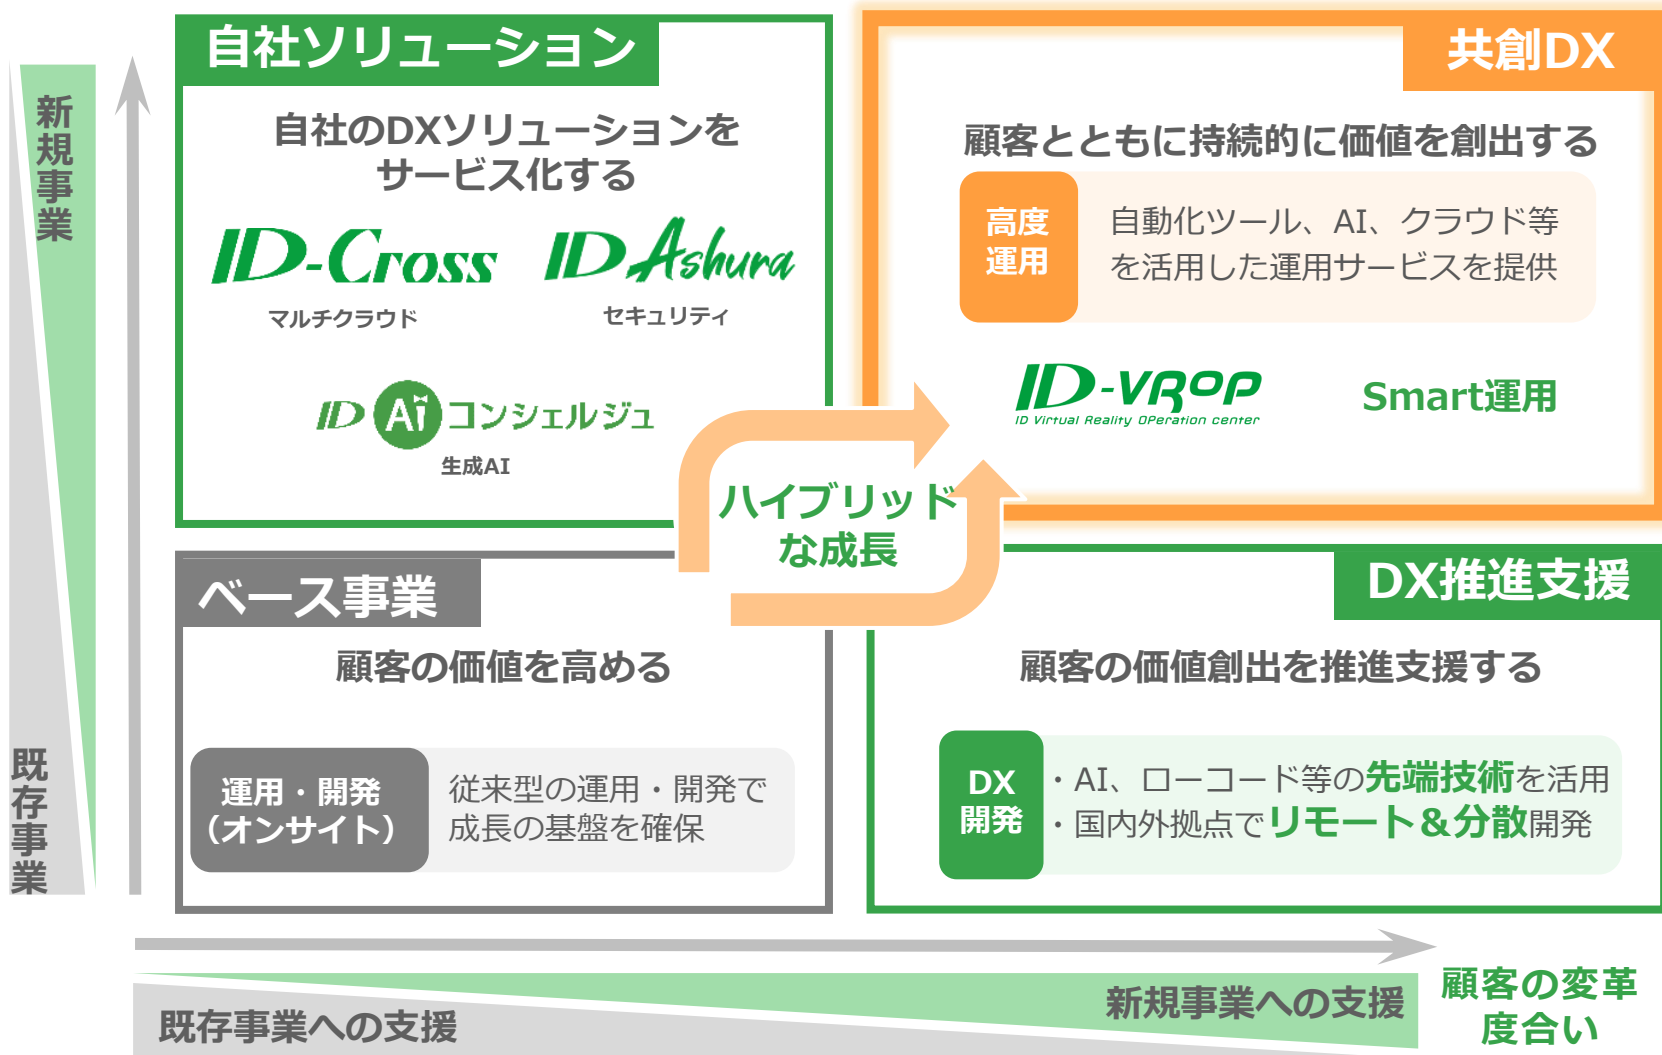 自社ソリューション
自社のDXソリューションを
サービス化する
ID-Cross
マルチクラウド
ID Ashura
セキュリティ
ID Ai コンシェルジュ
生成AI
共創DX
顧客とともに持続的に価値を創出する
高度
運用
自動化ツール、AI、クラウド等
を活用した運用サービスを提供
ID-VROP
ID Virtual Reality OPeration center
Smart運用
ハイブリッド
な成長
ベース事業
顧客の価値を高める
運用・開発
（オンサイト）
従来型の運用・開発で
成長の基盤を確保
DX推進支援
顧客の価値創出を推進支援する
DX
開発
・AI、ローコード等の先端技術を活用
・国内外拠点でリモート＆分散開発
新規事業
既存事業
既存事業への支援
新規事業への支援
顧客の変革
度合い